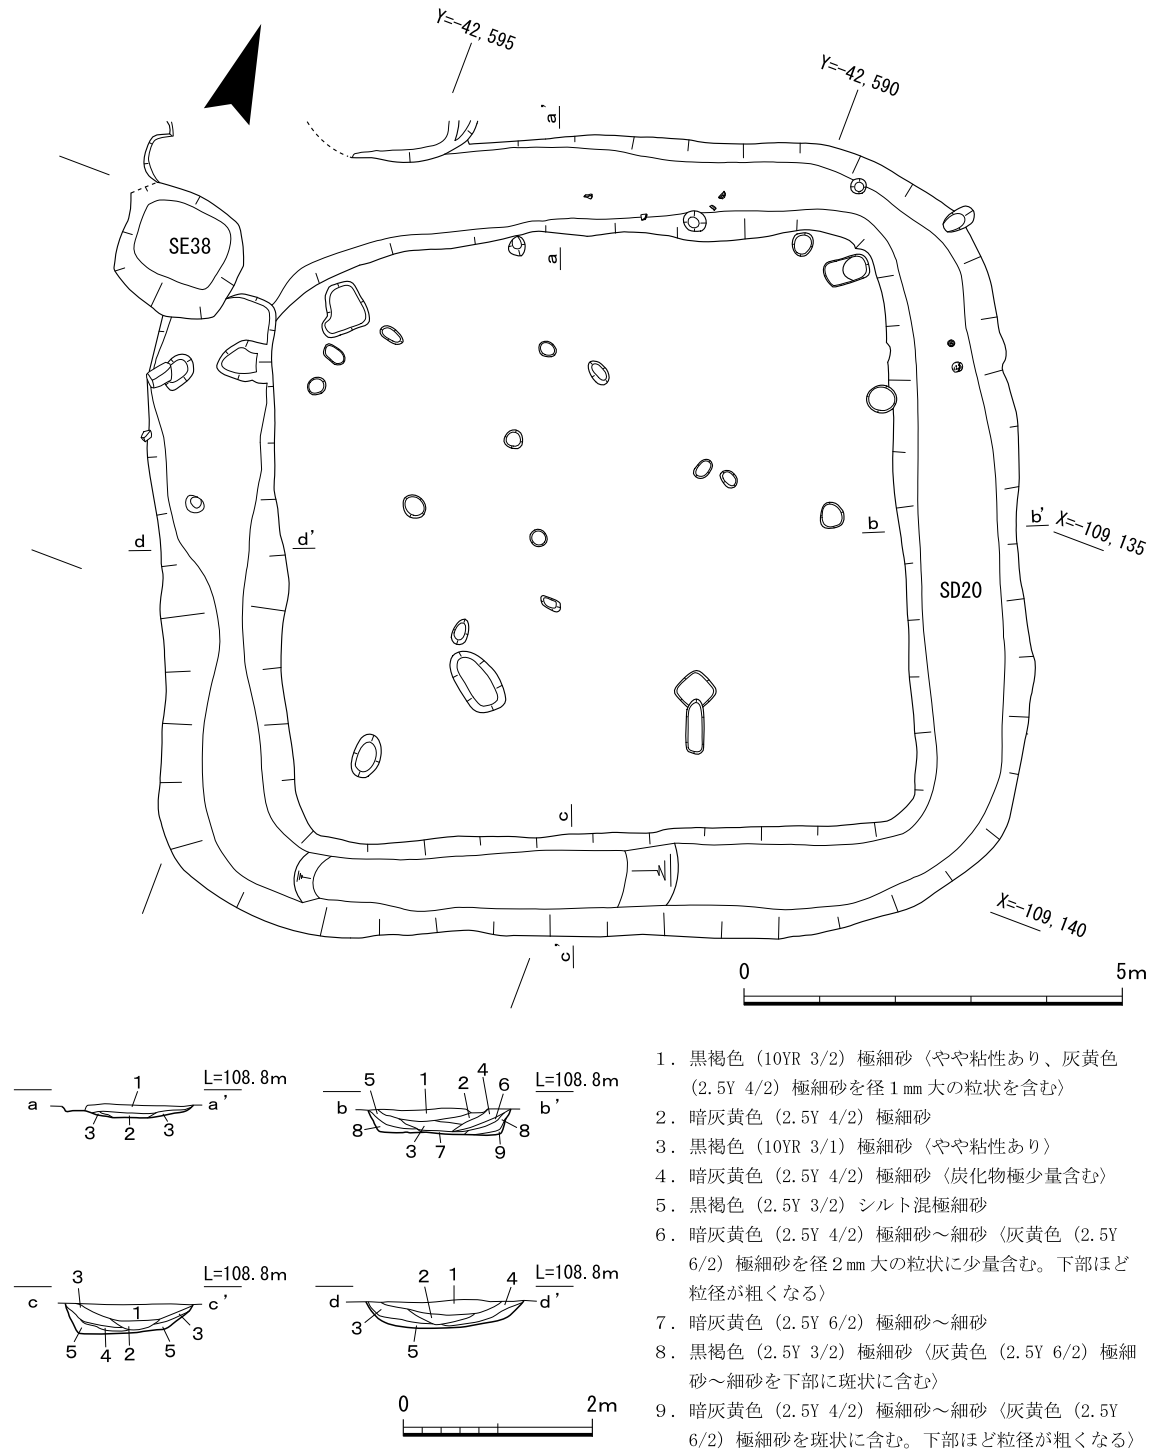 Y=-42,595
Y=-42,590
a'
SE38
a
d
d'
b
b'
X=-109,135
SD20
c
c'
X=-109,140
0 5m
1 L=108.8m
a a'
3 2 3
5 1 2 4 6 L=108.8m
b b'
8 3 7 9 8
3 L=108.8m
c 1 c'
5 4 2 5 3
2 1 4 L=108.8m
d d'
3 5
0 2m
1．黒褐色（10YR 3/2）極細砂〈やや粘性あり、灰黄色
(2.5Y 4/2）極細砂を径１㎜大の粒状を含む〉
2．暗灰黄色（2.5Y 4/2）極細砂
3．黒褐色（10YR 3/1）極細砂〈やや粘性あり〉
4．暗灰黄色（2.5Y 4/2）極細砂〈炭化物極少量含む〉
5．黒褐色（2.5Y 3/2）シルト混極細砂
6．暗灰黄色（2.5Y 4/2）極細砂～細砂〈灰黄色（2.5Y
6/2）極細砂を径２㎜大の粒状に少量含む。下部ほど
粒径が粗くなる〉
7．暗灰黄色（2.5Y 6/2）極細砂～細砂
8．黒褐色（2.5Y 3/2）極細砂〈灰黄色（2.5Y 6/2）極細
砂～細砂を下部に斑状に含む〉
9．暗灰黄色（2.5Y 4/2）極細砂～細砂〈灰黄色（2.5Y
6/2）極細砂を斑状に含む。下部ほど粒径が粗くなる〉